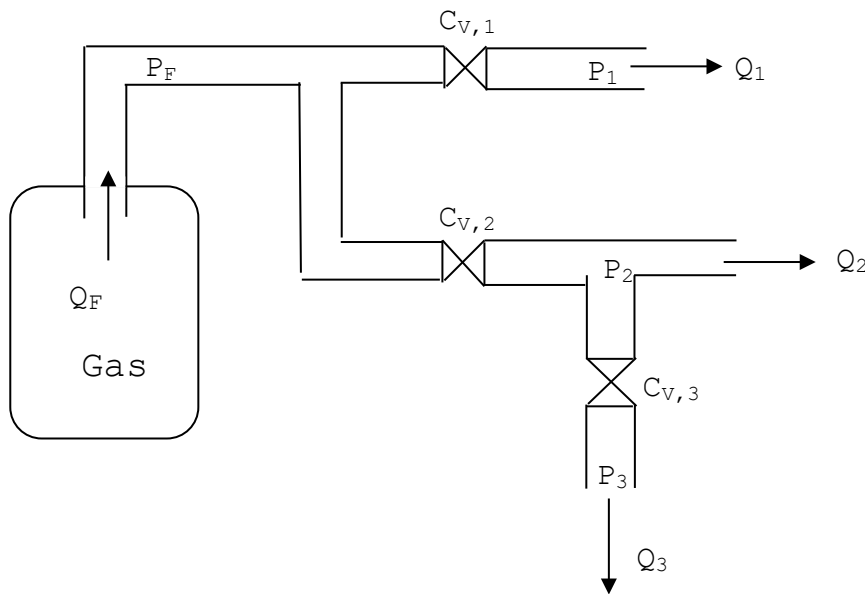 C_V,1
P_F
P_1
Q_1
C_V,2
P_2
Q_2
Q_F
Gas
C_V,3
P_3
Q_3